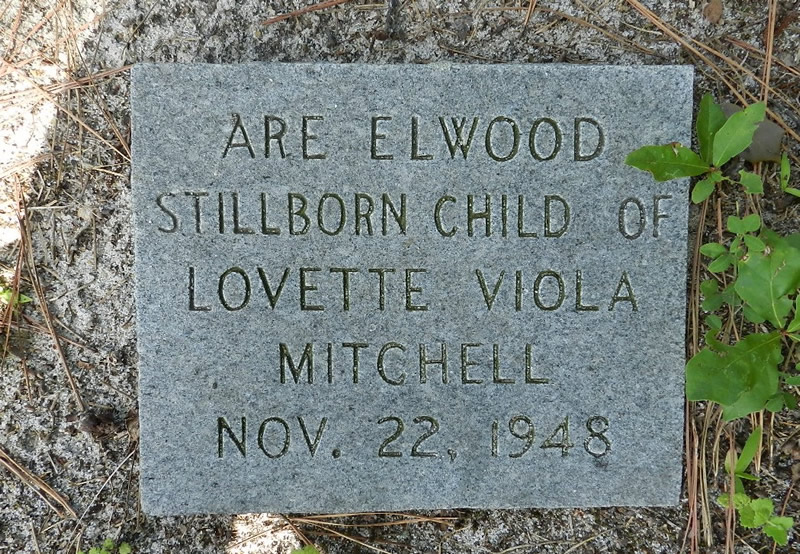 ARE ELWOOD
STILLBORN CHILD OF
LOVETTE VIOLA
MITCHELL
NOV. 22, 1948